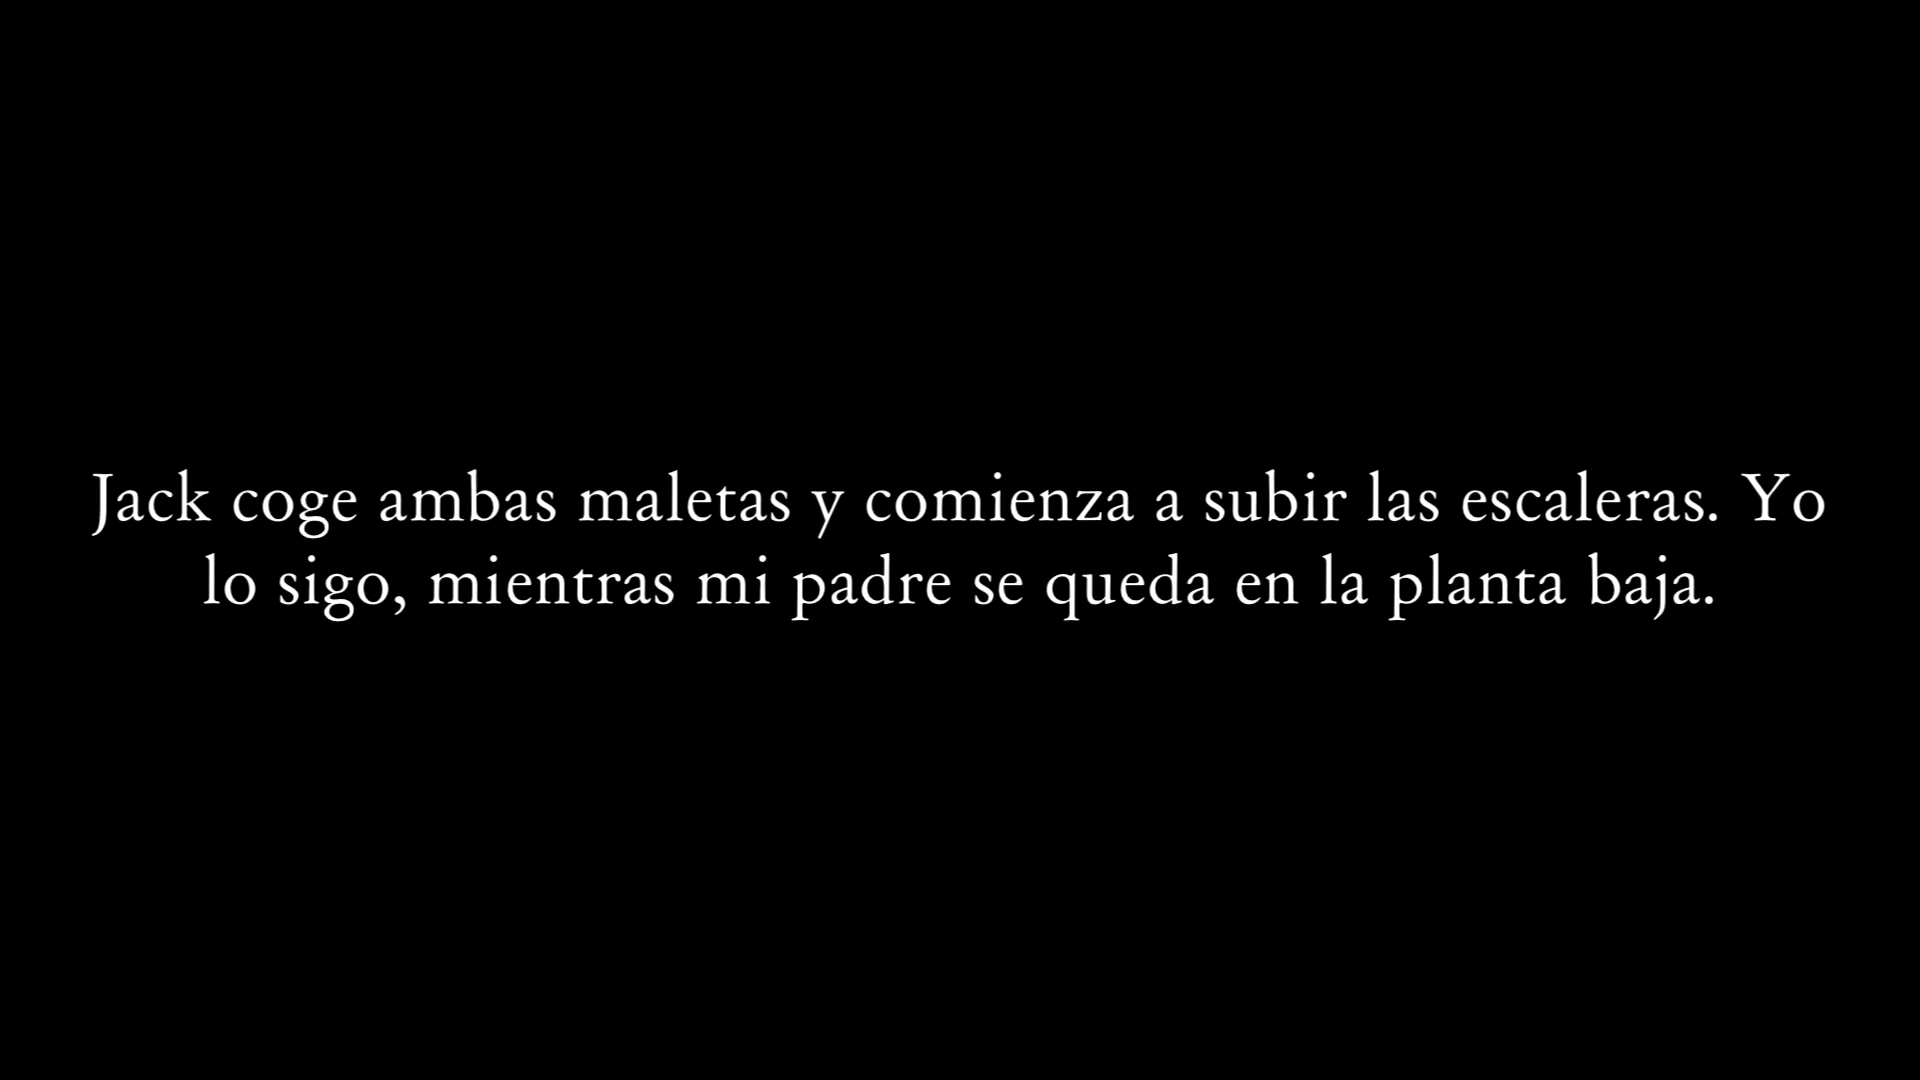 Jack coge ambas maletas y comienza a subir las escaleras. Yo
lo sigo, mientras mi padre se queda en la planta baja.